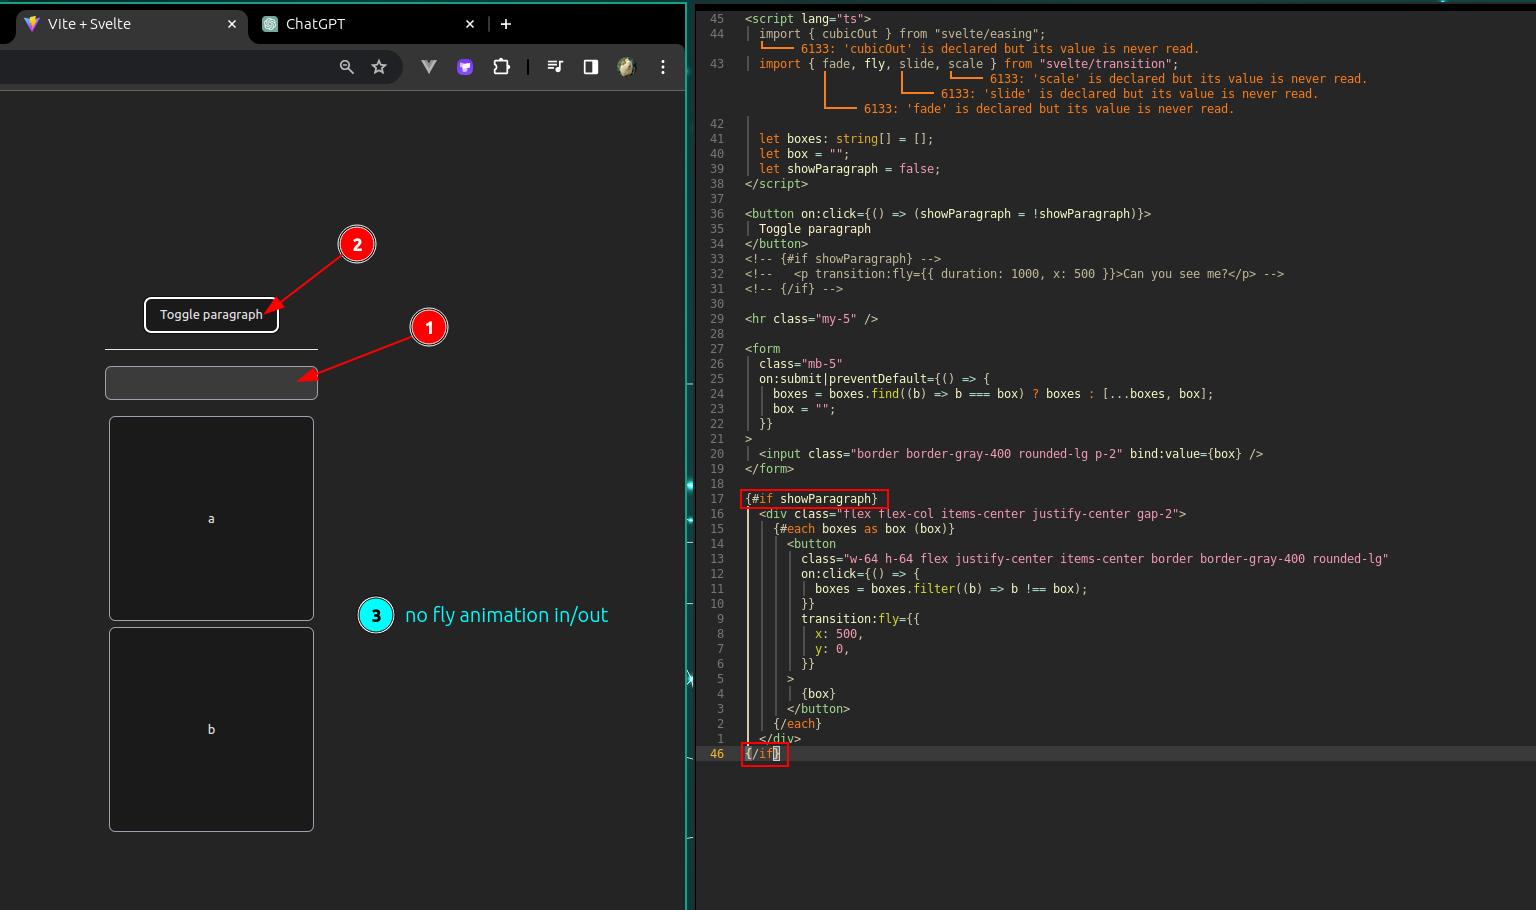 VIte + Svelte
ChatGPT
2
1
Toggle paragraph
a
3 no fly animation in/out
b
45 <script lang="ts">
44 import { cubicOut } from "svelte/easing";
6133: 'cubicOut' is declared but its value is never read.
43 import { fade, fly, slide, scale } from "svelte/transition";
6133: 'scale' is declared but its value is never read.
6133: 'slide' is declared but its value is never read.
6133: 'fade' is declared but its value is never read.
42
41 let boxes: string[] = [];
40 let box = "";
39 let showParagraph = false;
38 </script>
37
36 <button on:click={() => (showParagraph = !showParagraph)}>
35 Toggle paragraph
34 </button>
33 <!-- {#if showParagraph} -->
32 <!--   <p transition:fly={{ duration: 1000, x: 500 }}>Can you see me?</p> -->
31 <!-- {/if} -->
30
29 <hr class="my-5" />
28
27 <form
26 class="mb-5"
25 on:submit|preventDefault={() => {
24 boxes = boxes.find((b) => b === box) ? boxes : [...boxes, box];
23 box = "";
22 }}
21 >
20 <input class="border border-gray-400 rounded-lg p-2" bind:value={box} />
19 </form>
18
17 {#if showParagraph}
16 <div class="flex flex-col items-center justify-center gap-2">
15 {#each boxes as box (box)}
14 <button
13 class="w-64 h-64 flex justify-center items-center border border-gray-400 rounded-lg"
12 on:click={() => {
11 boxes = boxes.filter((b) => b !== box);
10 }}
9 transition:fly={{
8 x: 500,
7 y: 0,
6 }}
5 >
4 {box}
3 </button>
2 {/each}
1 </div>
46 {/if}